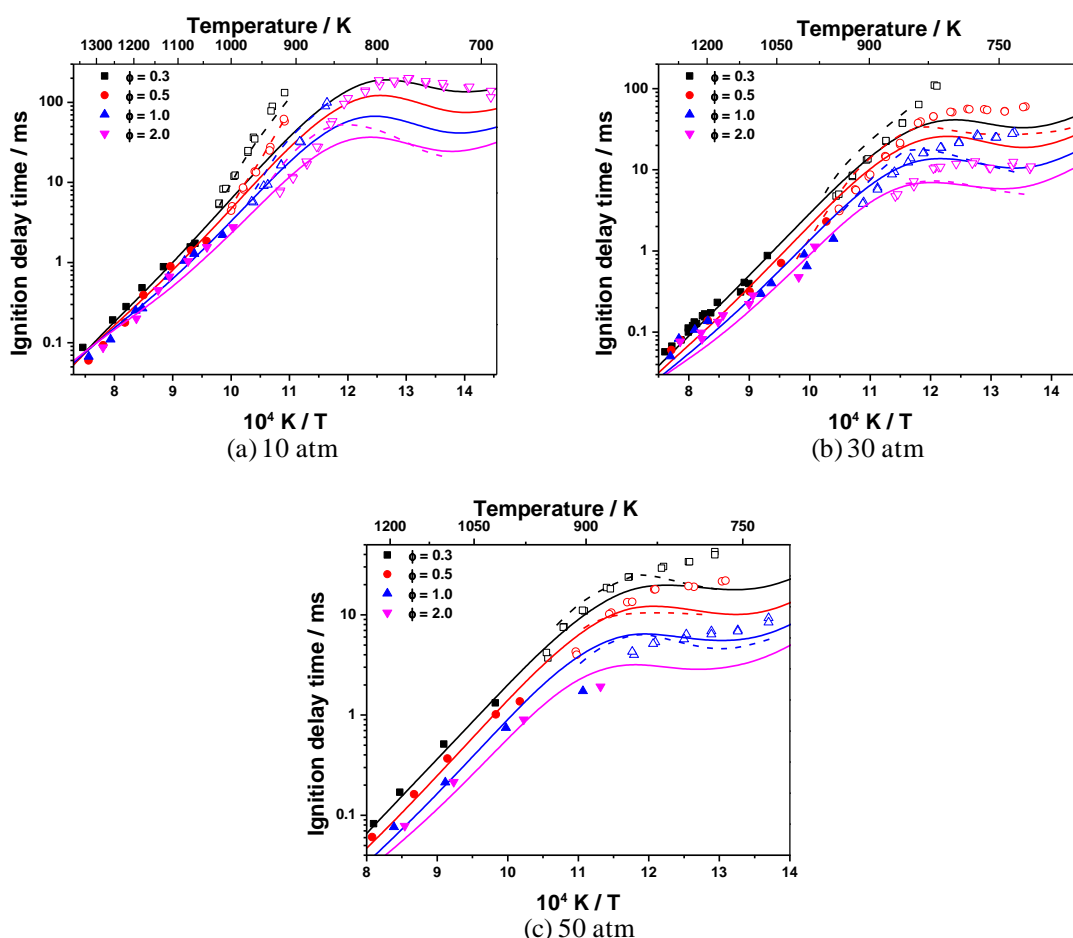 Temperature / K
1300 1200 1100 1000 900 800 700
ϕ = 0.3
ϕ = 0.5
ϕ = 1.0
ϕ = 2.0
Ignition delay time / ms
100
10
1
0.1
8 9 10 11 12 13 14
10⁴ K / T
(a) 10 atm
Temperature / K
1200 1050 900 750
ϕ = 0.3
ϕ = 0.5
ϕ = 1.0
ϕ = 2.0
Ignition delay time / ms
100
10
1
0.1
8 9 10 11 12 13 14
10⁴ K / T
(b) 30 atm
Temperature / K
1200 1050 900 750
ϕ = 0.3
ϕ = 0.5
ϕ = 1.0
ϕ = 2.0
Ignition delay time / ms
10
1
0.1
8 9 10 11 12 13 14
10⁴ K / T
(c) 50 atm